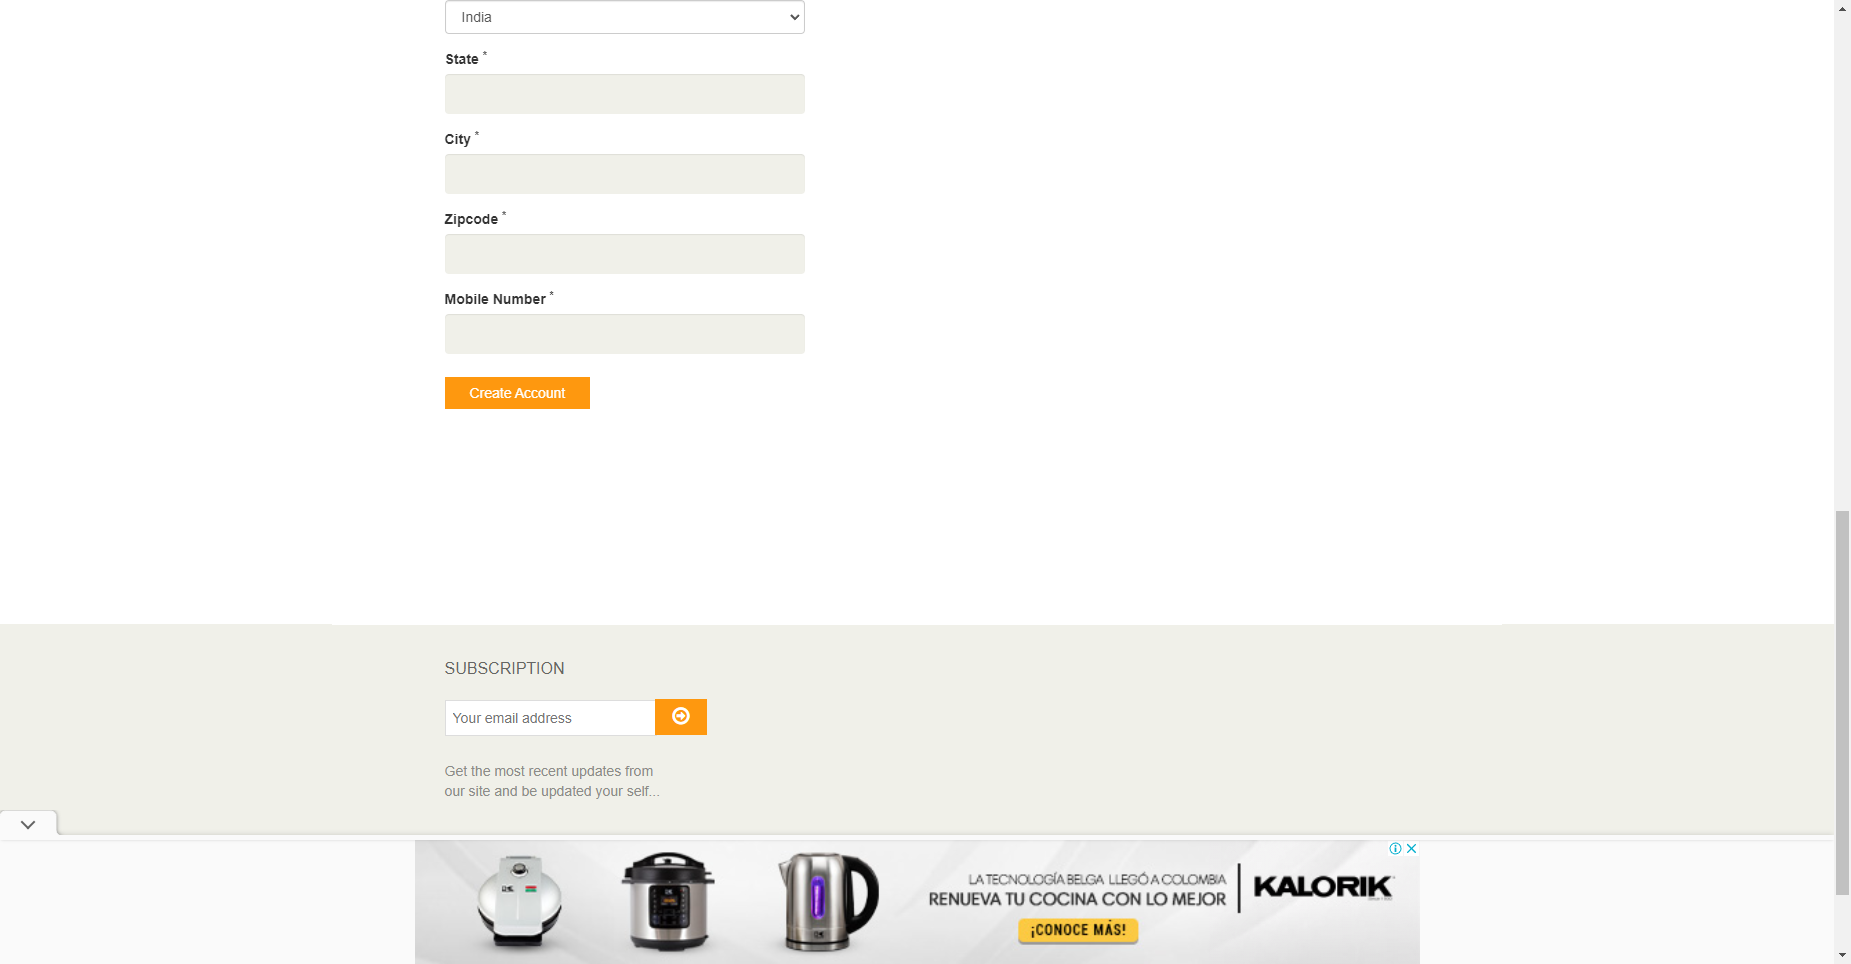 India
State *
City *
Zipcode *
Mobile Number *
Create Account
SUBSCRIPTION
Your email address
Get the most recent updates from
our site and be updated your self...
LA TECNOLOGÍA BELGA LLEGÓ A COLOMBIA
RENUEVA TU COCINA CON LO MEJOR
¡CONOCE MÁS!
KALORIK